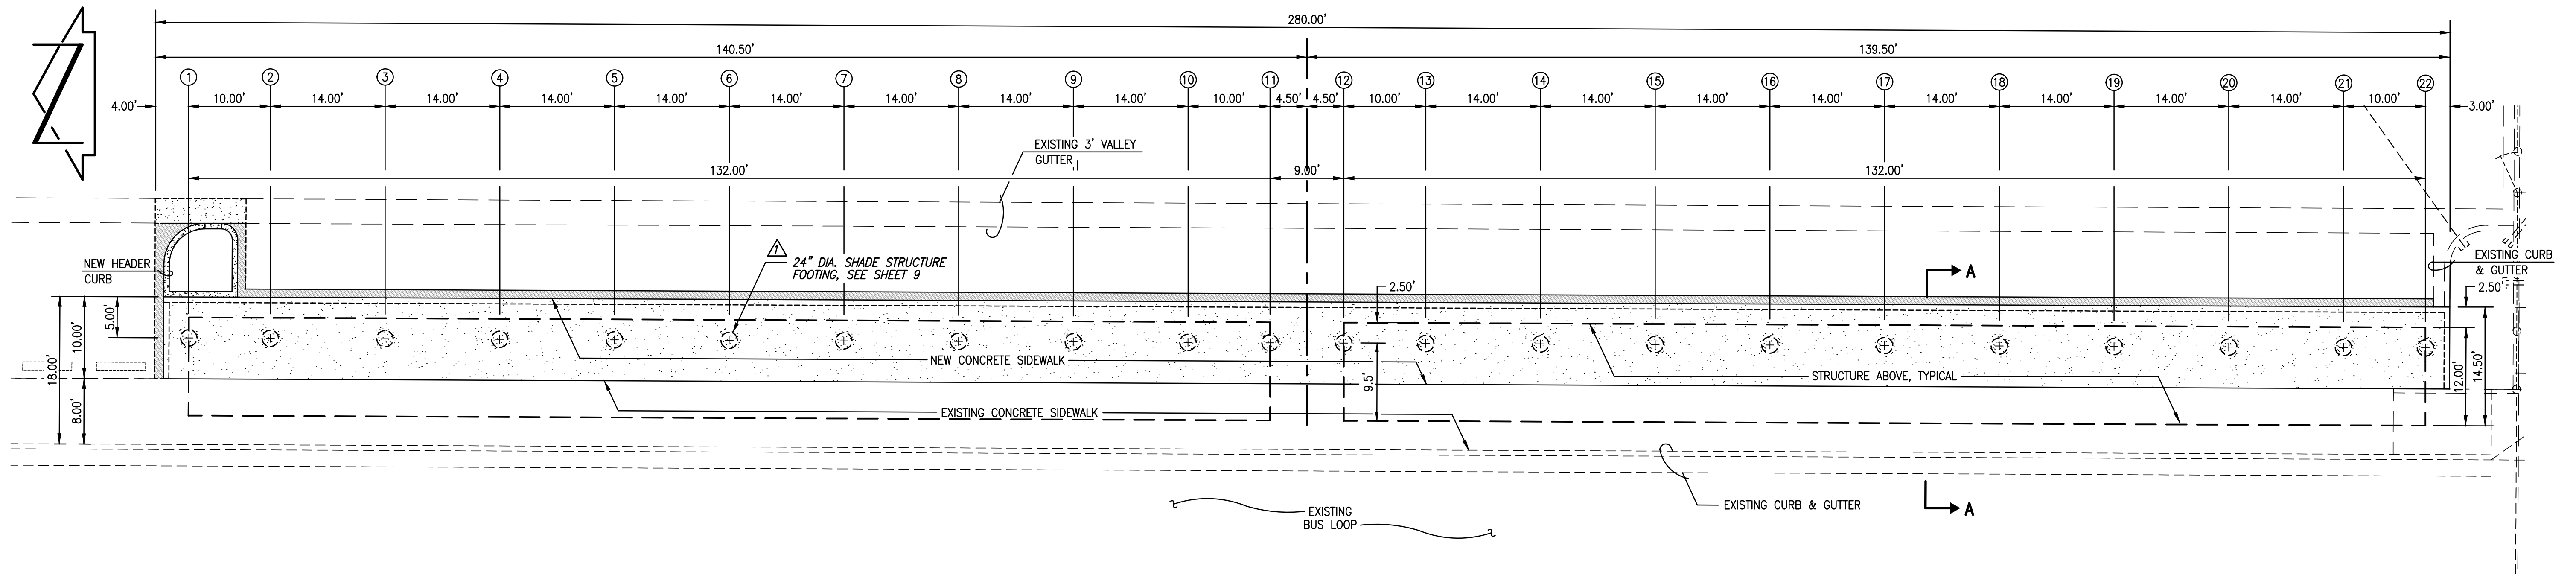 280.00'
140.50'
139.50'
1 2 3 4 5 6 7 8 9 10 11 12 13 14 15 16 17 18 19 20 21 22
4.00' 10.00' 14.00' 14.00' 14.00' 14.00' 14.00' 14.00' 14.00' 14.00' 10.00' 4.50' 4.50' 10.00' 14.00' 14.00' 14.00' 14.00' 14.00' 14.00' 14.00' 14.00' 10.00' 3.00'
EXISTING 3' VALLEY
GUTTER
132.00' 9.00' 132.00'
NEW HEADER
CURB
1
24" DIA. SHADE STRUCTURE
FOOTING, SEE SHEET 9
A
EXISTING CURB
& GUTTER
2.50'
2.50'
5.00'
10.00'
18.00'
8.00'
NEW CONCRETE SIDEWALK
9.5'
STRUCTURE ABOVE, TYPICAL
12.00'
14.50'
EXISTING CONCRETE SIDEWALK
EXISTING CURB & GUTTER
A
EXISTING
BUS LOOP